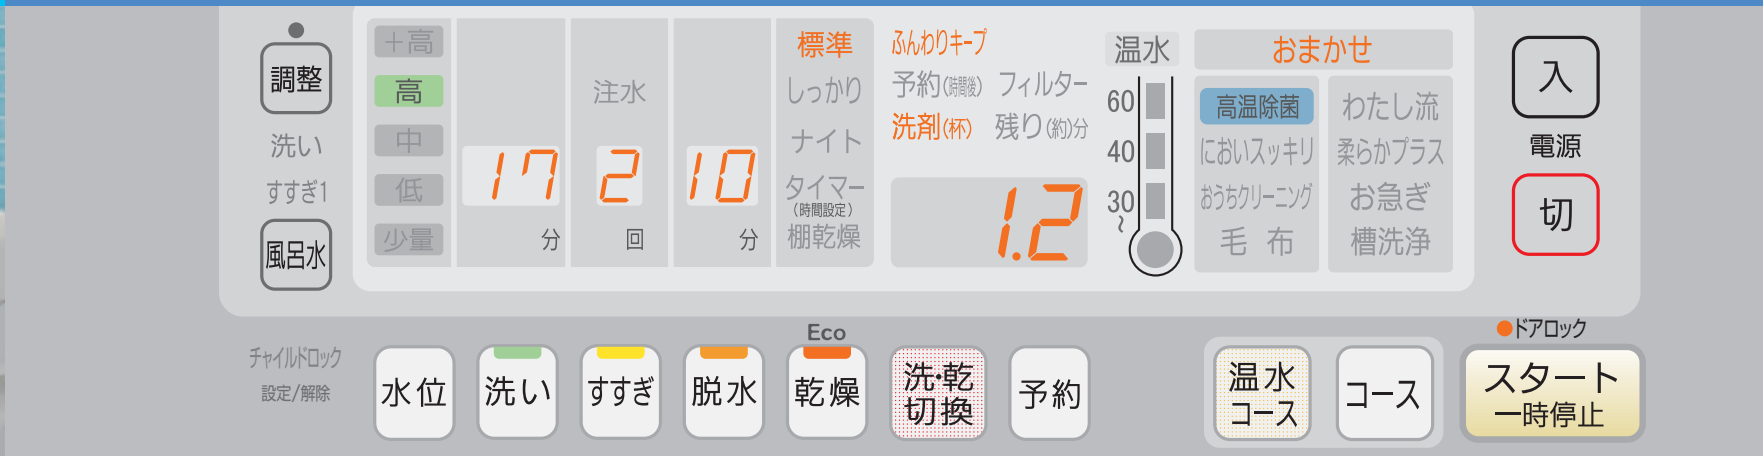 調整
洗い
すすぎ1
風呂水
＋高
高
中
低
少量
注水
17
分
2
回
10
分
標準
しっかり
ナイト
タイマー
(時間設定)
棚乾燥
ふんわりキープ
予約(時間後) フィルター
洗剤(杯) 残り(約)分
1.2
温水
60
40
30
〜
おまかせ
高温除菌
においスッキリ
おうちクリーニング
毛 布
わたし流
柔らかプラス
お急ぎ
槽洗浄
入
電源
切
チャイルドロック
設定/解除
水位
洗い
すすぎ
脱水
Eco
乾燥
洗・乾
切換
予約
温水
コース
コース
ドアロック
スタート
一時停止